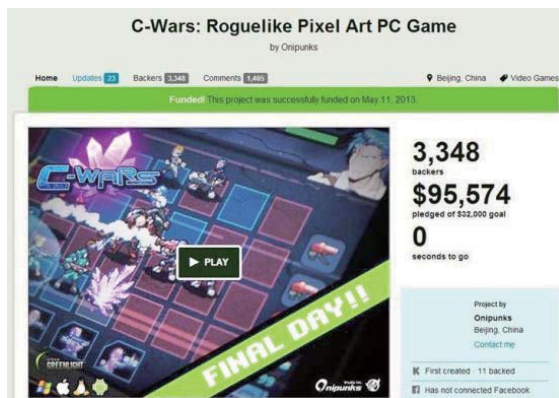 C-Wars: Roguelike Pixel Art PC Game
by Onipunks
Home Updates 23 Backers 3,348 Comments 1,405 Beijing, China Video Games
Funded! This project was successfully funded on May 11, 2013.
C-WARS
PLAY
FINAL DAY!!
GREENLIGHT
Onipunks
3,348
backers
$95,574
pledged of $32,000 goal
0
seconds to go
Project by
Onipunks
Beijing, China
Contact me
First created · 11 backed
Has not connected Facebook